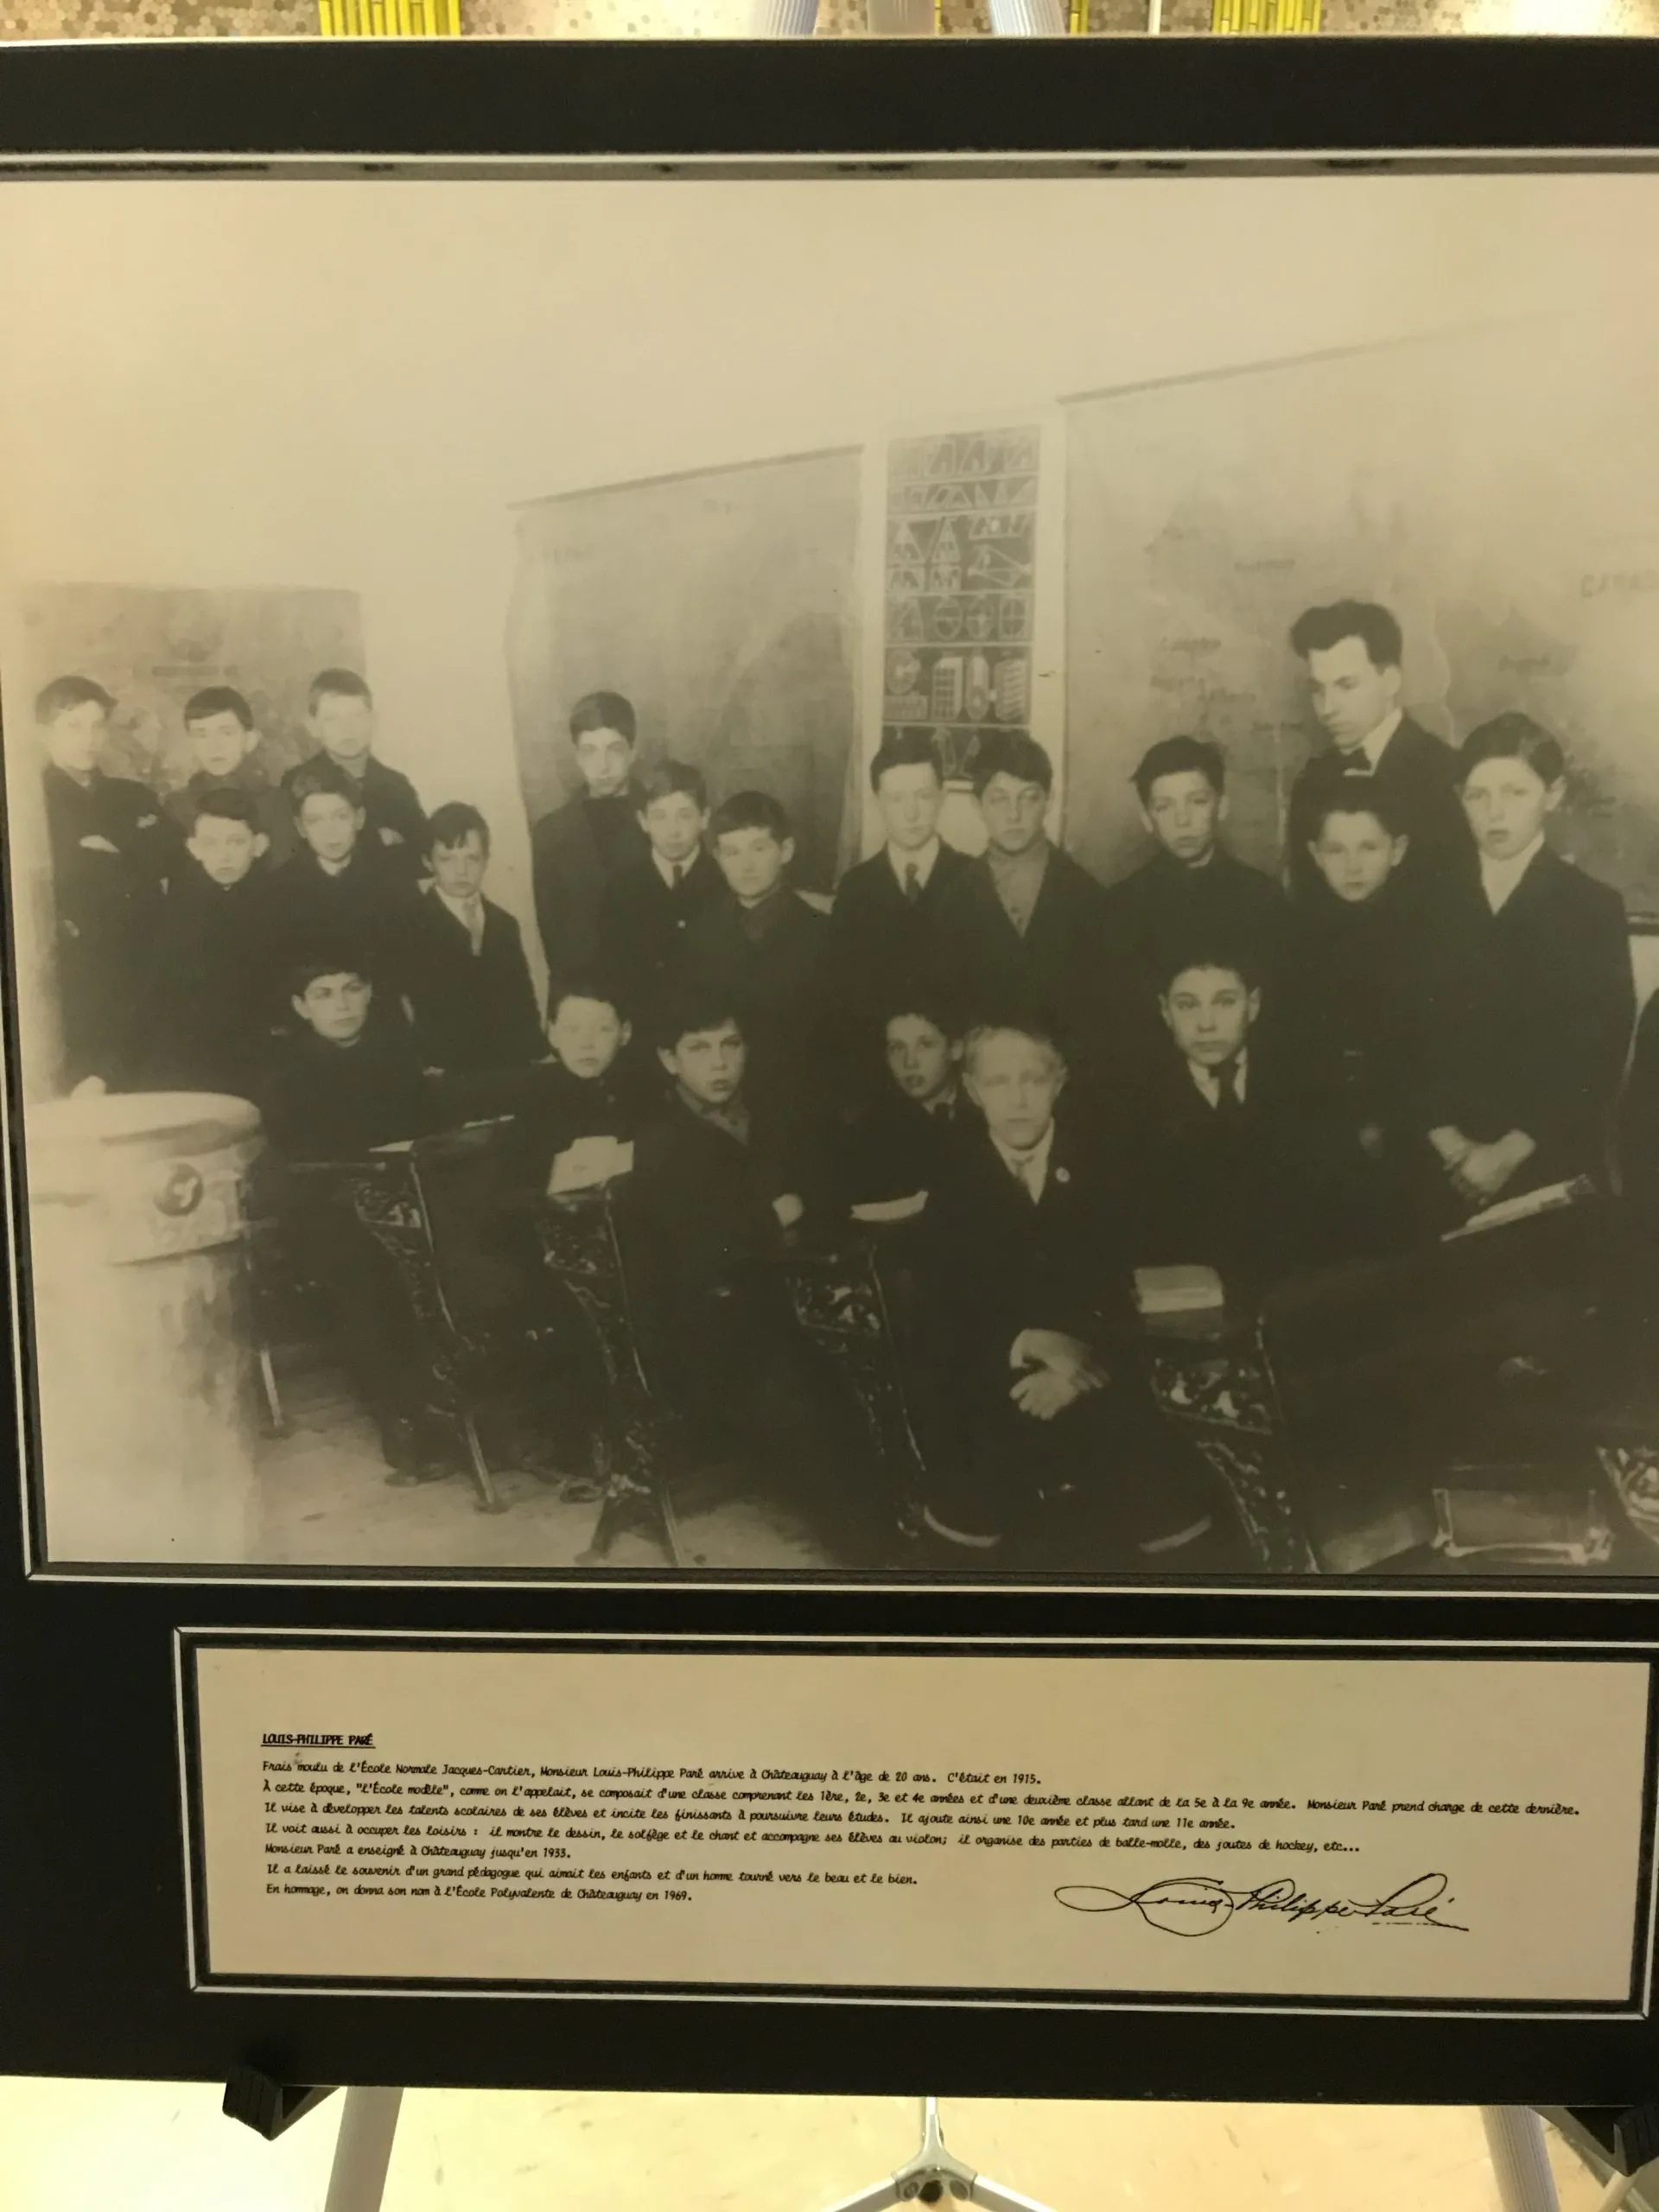 LOUIS-PHILIPPE PARÉ
Frais moulu de l'École Normale Jacques-Cartier, Monsieur Louis-Philippe Paré arrive à Châteauguay à l'âge de 20 ans. C'était en 1915.
À cette époque, "l'École modèle", comme on l'appelait, se composait d'une classe comprenant les 1ère, 2e, 3e et 4e années et d'une deuxième classe allant de la 5e à la 9e année. Monsieur Paré prend charge de cette dernière.
Il vise à développer les talents scolaires de ses élèves et incite les finissants à poursuivre leurs études. Il ajoute ainsi une 10e année et plus tard une 11e année.
Il voit aussi à occuper les loisirs : il montre le dessin, le solfège et le chant et accompagne ses élèves au violon; il organise des parties de balle-molle, des joutes de hockey, etc...
Monsieur Paré a enseigné à Châteauguay jusqu'en 1933.
Il a laissé le souvenir d'un grand pédagogue qui aimait les enfants et d'un homme tourné vers le beau et le bien.
En hommage, on donna son nom à l'École Polyvalente de Châteauguay en 1969.
Louis-Philippe Paré